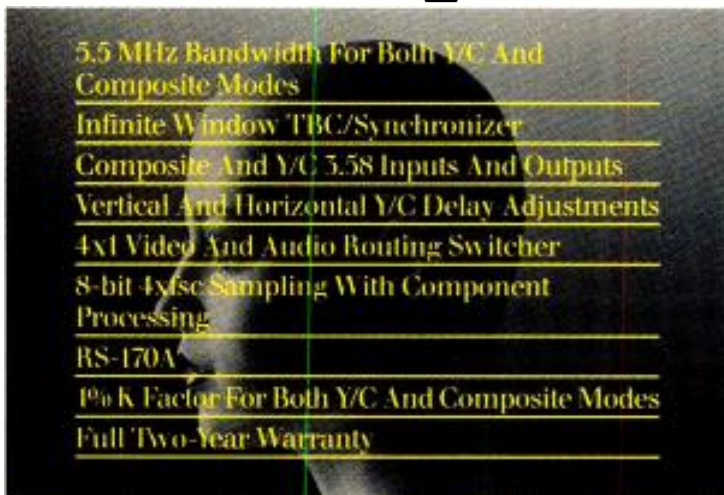 5.5 MHz Bandwidth For Both Y/C And
Composite Modes
Infinite Window TBC/Synchronizer
Composite And Y/C 3.58 Inputs And Outputs
Vertical And Horizontal Y/C Delay Adjustments
4x1 Video And Audio Routing Switcher
8-bit 4xfsc Sampling With Component
Processing
RS-170A
1% K Factor For Both Y/C And Composite Modes
Full Two-Year Warranty